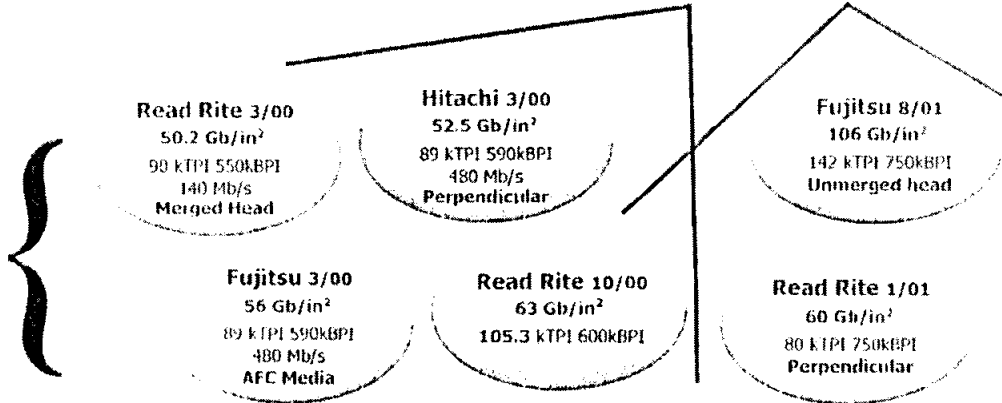 Read Rite 3/00
50.2 Gb/in²
90 kTPI 550kBPI
140 Mb/s
Merged Head
Hitachi 3/00
52.5 Gb/in²
89 kTPI 590kBPI
480 Mb/s
Perpendicular
Fujitsu 8/01
106 Gb/in²
142 kTPI 750kBPI
Unmerged head
Fujitsu 3/00
56 Gb/in²
89 kTPI 590kBPI
480 Mb/s
AFC Media
Read Rite 10/00
63 Gb/in²
105.3 kTPI 600kBPI
Read Rite 1/01
60 Gb/in²
80 kTPI 750kBPI
Perpendicular